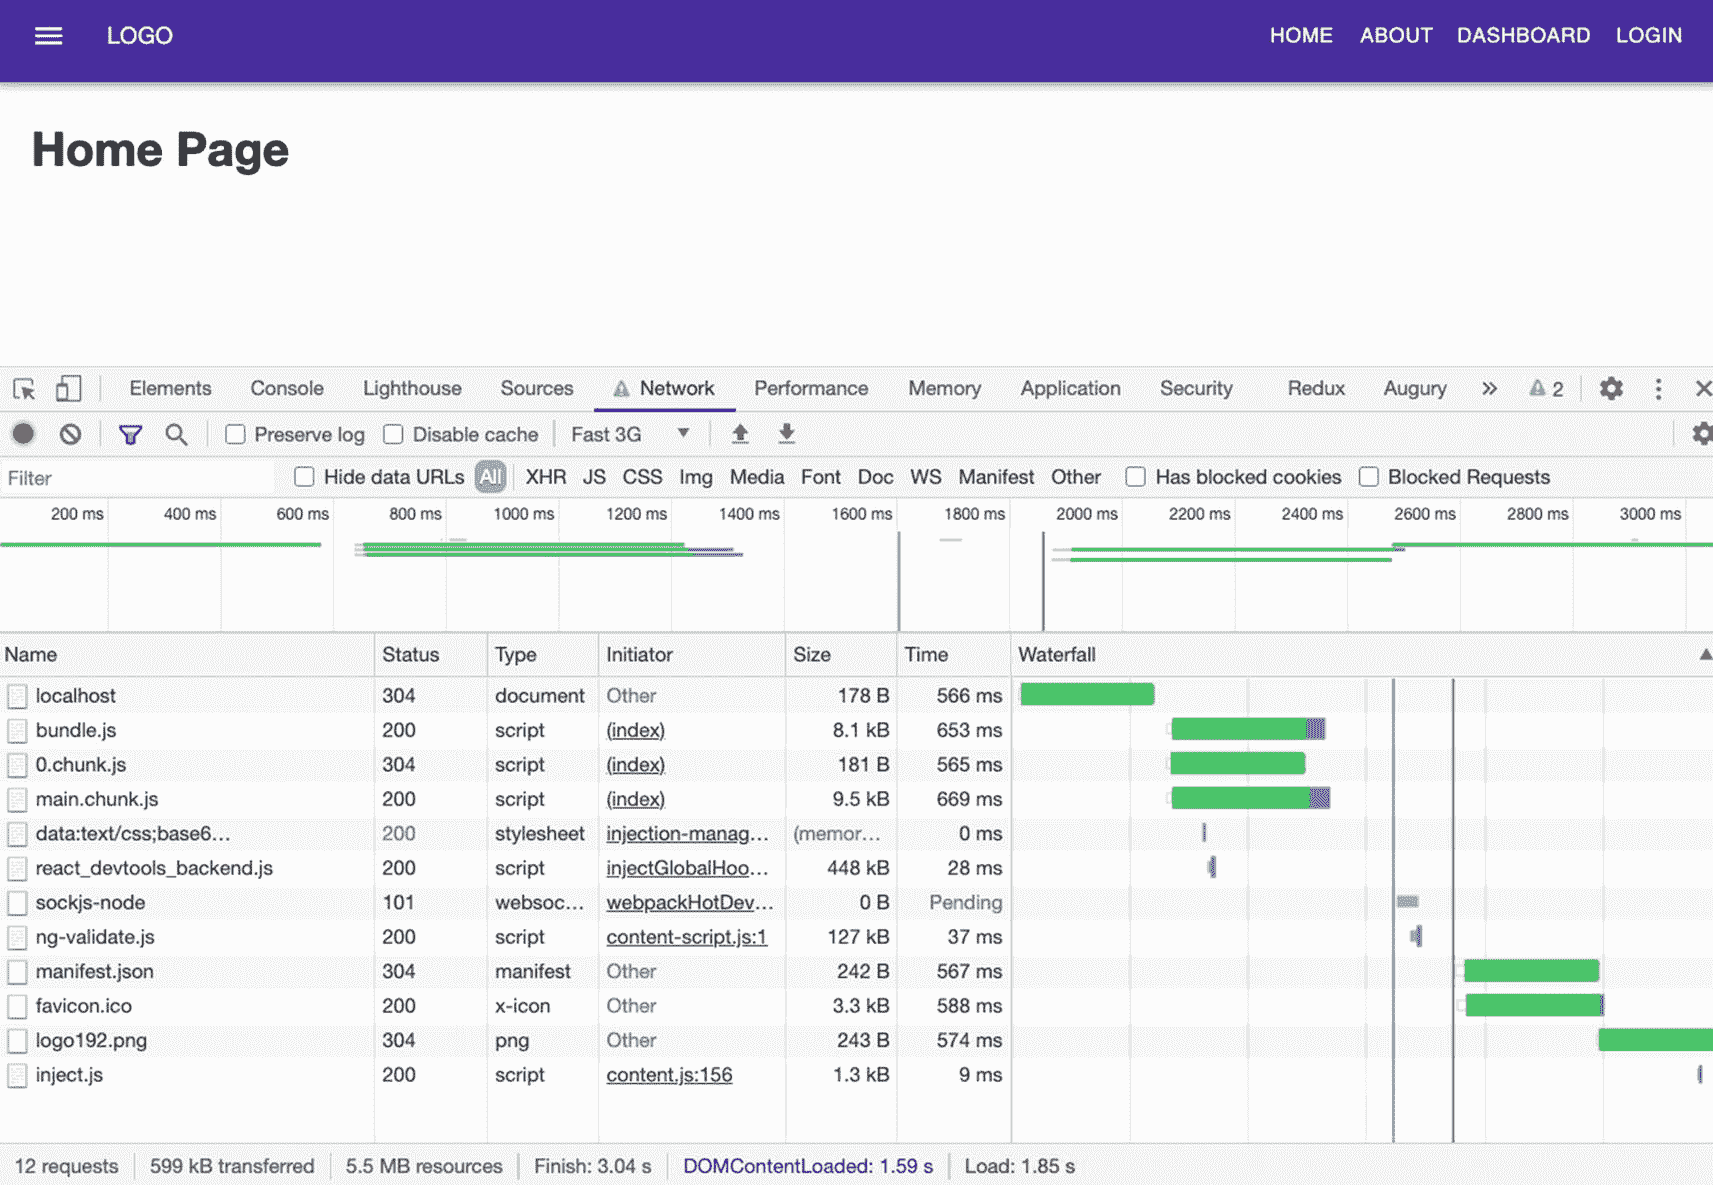 LOGO HOME ABOUT DASHBOARD LOGIN
Home Page
Elements Console Lighthouse Sources Network Performance Memory Application Security Redux Augury » 2
Preserve log Disable cache Fast 3G
Filter Hide data URLs All XHR JS CSS Img Media Font Doc WS Manifest Other Has blocked cookies Blocked Requests
200 ms 400 ms 600 ms 800 ms 1000 ms 1200 ms 1400 ms 1600 ms 1800 ms 2000 ms 2200 ms 2400 ms 2600 ms 2800 ms 3000 ms
Name Status Type Initiator Size Time Waterfall
localhost 304 document Other 178 B 566 ms
bundle.js 200 script (index) 8.1 kB 653 ms
0.chunk.js 304 script (index) 181 B 565 ms
main.chunk.js 200 script (index) 9.5 kB 669 ms
data:text/css;base6... 200 stylesheet injection-manag... (memor... 0 ms
react_devtools_backend.js 200 script injectGlobalHoo... 448 kB 28 ms
sockjs-node 101 websoc... webpackHotDev... 0 B Pending
ng-validate.js 200 script content-script.js:1 127 kB 37 ms
manifest.json 304 manifest Other 242 B 567 ms
favicon.ico 200 x-icon Other 3.3 kB 588 ms
logo192.png 304 png Other 243 B 574 ms
inject.js 200 script content.js:156 1.3 kB 9 ms
12 requests 599 kB transferred 5.5 MB resources Finish: 3.04 s DOMContentLoaded: 1.59 s Load: 1.85 s